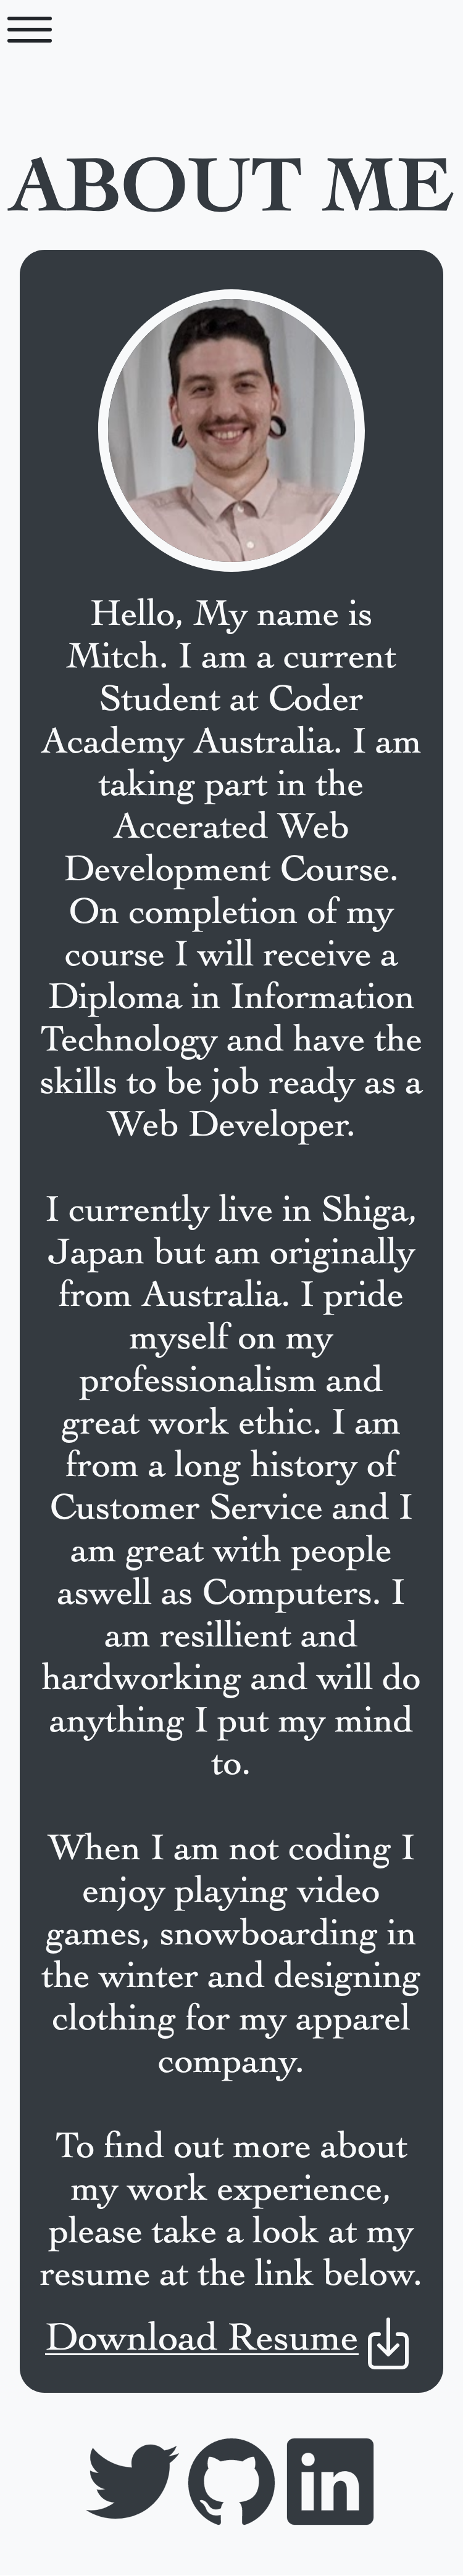 ABOUT ME
Hello, My name is
Mitch. I am a current
Student at Coder
Academy Australia. I am
taking part in the
Accerated Web
Development Course.
On completion of my
course I will receive a
Diploma in Information
Technology and have the
skills to be job ready as a
Web Developer.
I currently live in Shiga,
Japan but am originally
from Australia. I pride
myself on my
professionalism and
great work ethic. I am
from a long history of
Customer Service and I
am great with people
aswell as Computers. I
am resillient and
hardworking and will do
anything I put my mind
to.
When I am not coding I
enjoy playing video
games, snowboarding in
the winter and designing
clothing for my apparel
company.
To find out more about
my work experience,
please take a look at my
resume at the link below.
Download Resume
in